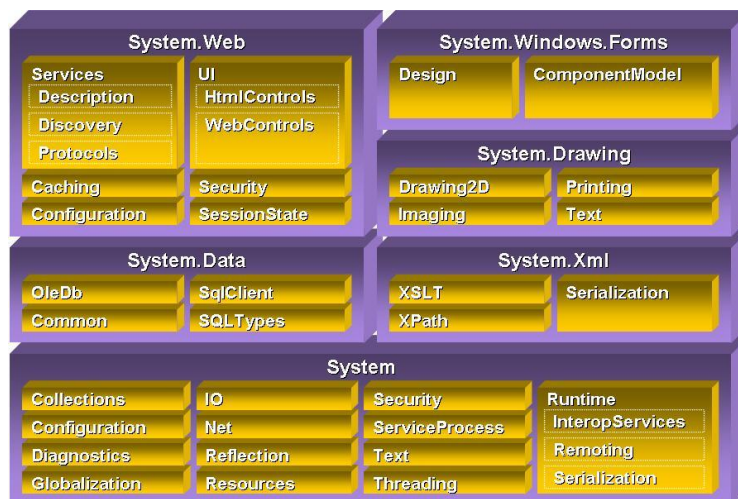 System.Web
Services
Description
Discovery
Protocols
UI
HtmlControls
WebControls
Caching
Security
Configuration
SessionState
System.Windows.Forms
Design
ComponentModel
System.Drawing
Drawing2D
Printing
Imaging
Text
System.Data
OleDb
SqlClient
Common
SQLTypes
System.Xml
XSLT
Serialization
XPath
System
Collections
IO
Security
Runtime
Configuration
Net
ServiceProcess
InteropServices
Diagnostics
Reflection
Text
Remoting
Globalization
Resources
Threading
Serialization